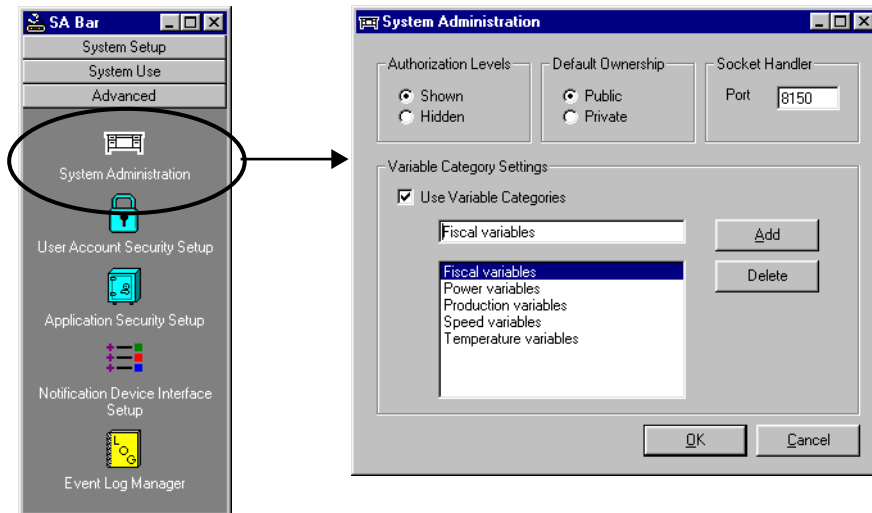 SA Bar
System Setup
System Use
Advanced
System Administration
User Account Security Setup
Application Security Setup
Notification Device Interface
Setup
LOG
Event Log Manager
System Administration
Authorization Levels
Shown
Hidden
Default Ownership
Public
Private
Socket Handler
Port 8150
Variable Category Settings
Use Variable Categories
Fiscal variables
Add
Fiscal variables
Power variables
Production variables
Speed variables
Temperature variables
Delete
OK
Cancel